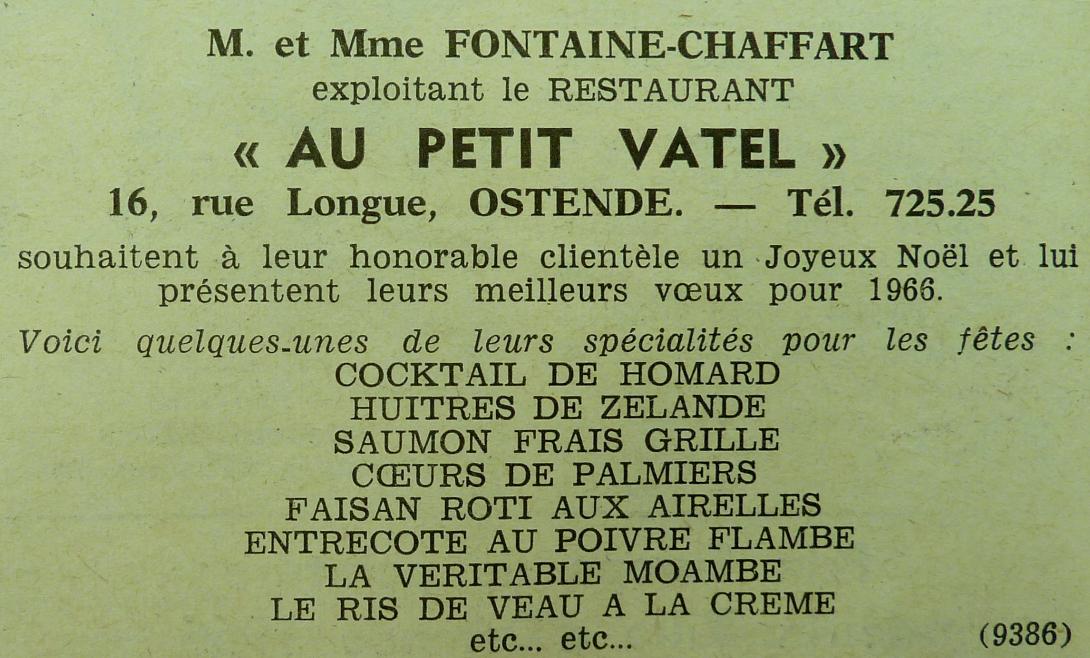 M. et Mme FONTAINE-CHAFFART
exploitant le RESTAURANT
« AU PETIT VATEL »
16, rue Longue, OSTENDE. — Tél. 725.25
souhaitent à leur honorable clientèle un Joyeux Noël et lui
présentent leurs meilleurs vœux pour 1966.
Voici quelques-unes de leurs spécialités pour les fêtes :
COCKTAIL DE HOMARD
HUITRES DE ZELANDE
SAUMON FRAIS GRILLE
CŒURS DE PALMIERS
FAISAN ROTI AUX AIRELLES
ENTRECOTE AU POIVRE FLAMBE
LA VERITABLE MOAMBE
LE RIS DE VEAU A LA CREME
etc... etc... (9386)